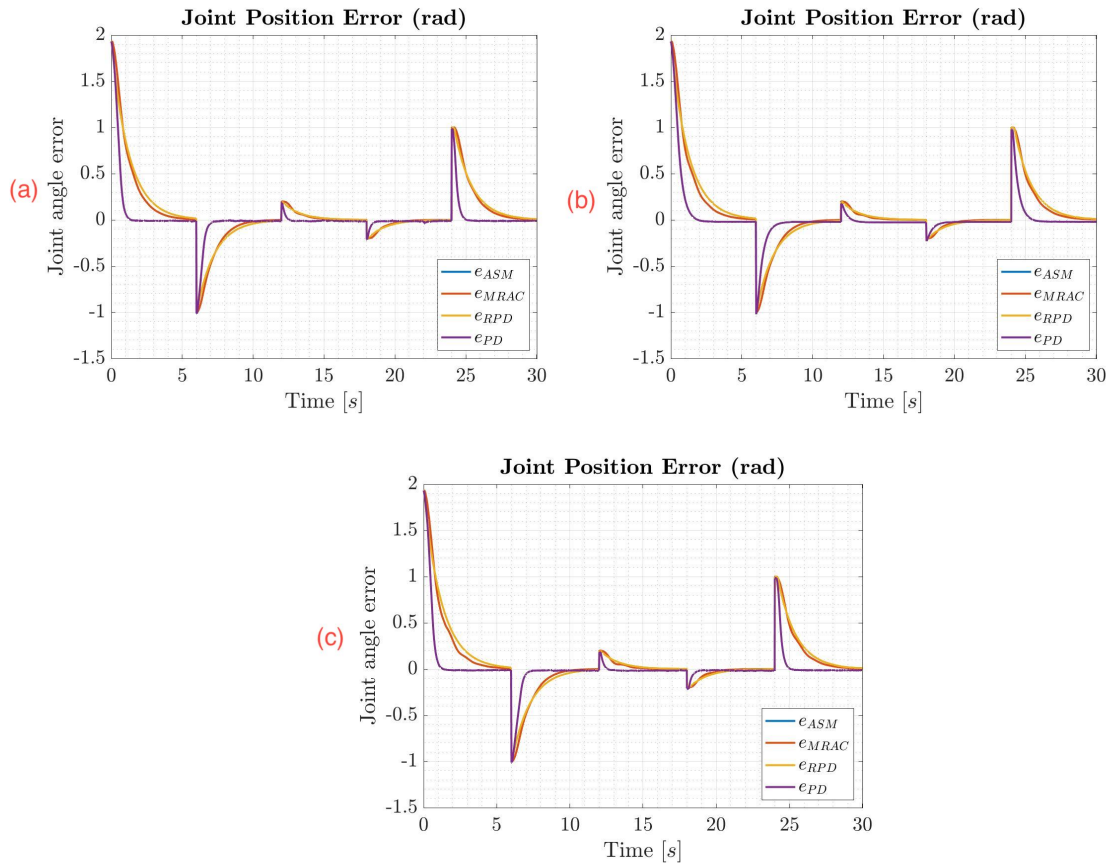 Joint Position Error (rad)
(a)
Joint angle error
2
1.5
1
0.5
0
-0.5
-1
-1.5
0 5 10 15 20 25 30
Time [s]
e_ASM
e_MRAC
e_RPD
e_PD
Joint Position Error (rad)
(b)
Joint angle error
2
1.5
1
0.5
0
-0.5
-1
-1.5
0 5 10 15 20 25 30
Time [s]
e_ASM
e_MRAC
e_RPD
e_PD
Joint Position Error (rad)
(c)
Joint angle error
2
1.5
1
0.5
0
-0.5
-1
-1.5
0 5 10 15 20 25 30
Time [s]
e_ASM
e_MRAC
e_RPD
e_PD